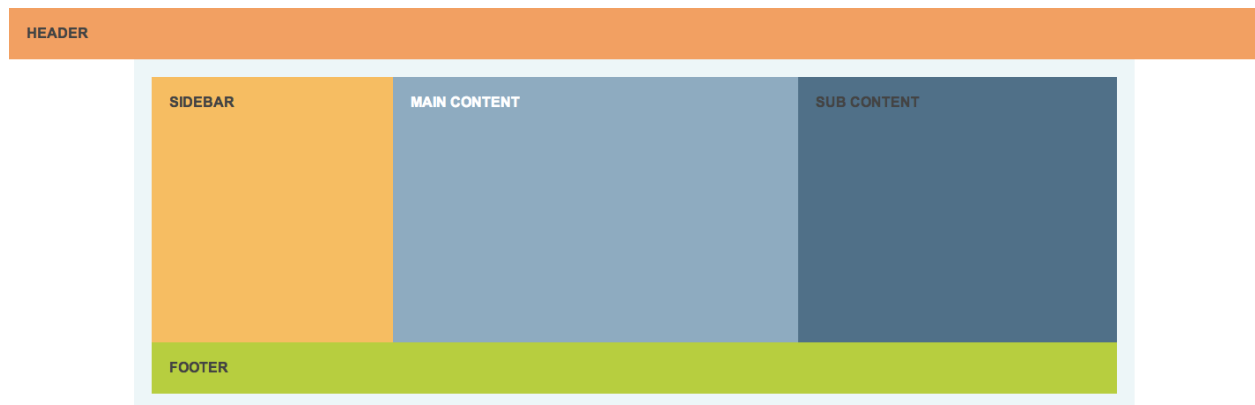 HEADER
SIDEBAR
MAIN CONTENT
SUB CONTENT
FOOTER